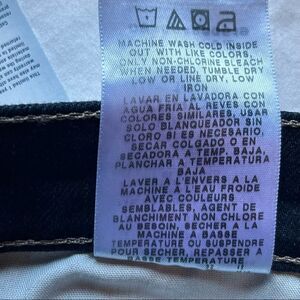 MACHINE WASH COLD INSIDE
OUT WITH LIKE COLORS,
ONLY NON-CHLORINE BLEACH
WHEN NEEDED, TUMBLE DRY
LOW OR LINE DRY, LOW
IRON
LAVAR EN LAVADORA CON
AGUA FRIA AL REVES CON
COLORES SIMILARES, USAR
SOLO BLANQUEADOR SIN
CLORO SI ES NECESARIO,
SECAR COLGADO O EN
SECADORA A TEMP. BAJA,
PLANCHAR A TEMPERATURA
BAJA
LAVER A L'ENVERS A LA
MACHINE A L'EAU FROIDE
AVEC COULEURS
SEMBLABLES, AGENT DE
BLANCHIMENT NON CHLORE
AU BESOIN, SECHER A LA
MACHINE A BASSE
TEMPERATURE OU SUSPENDRE
POUR SECHER, REPASSER A
BASSE TEMPERATURE